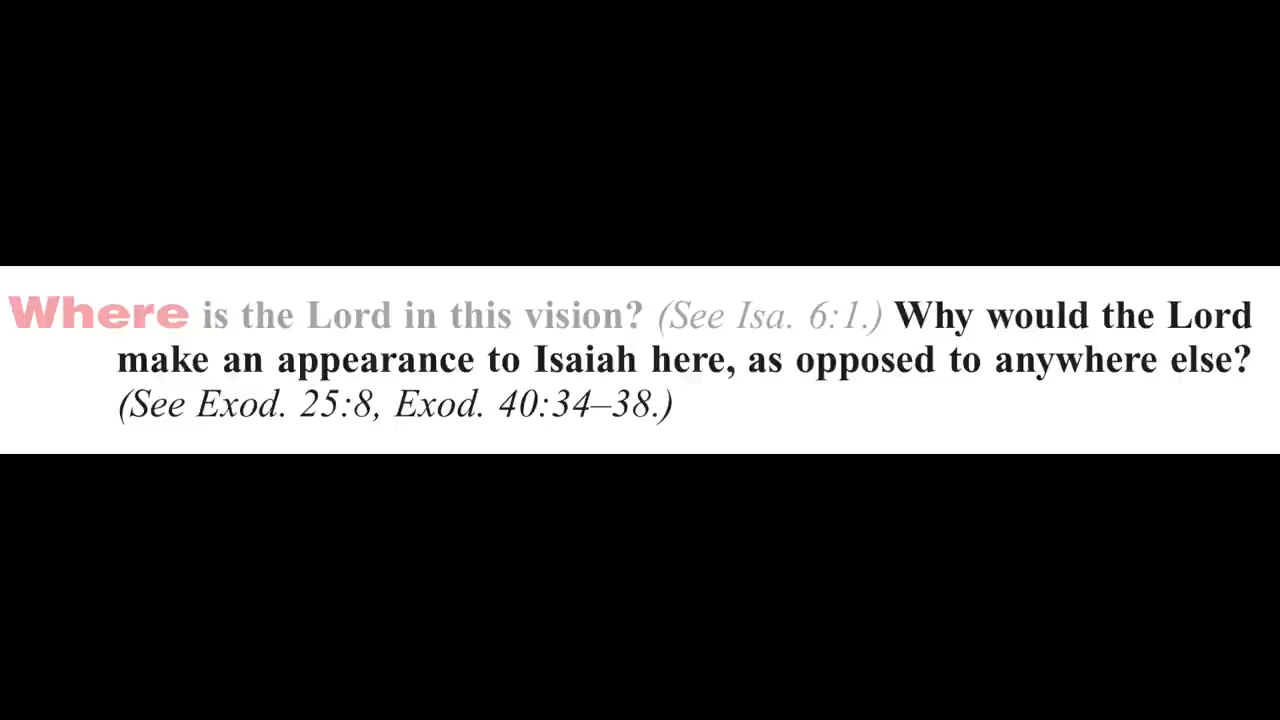 Where is the Lord in this vision? (See Isa. 6:1.) Why would the Lord
make an appearance to Isaiah here, as opposed to anywhere else?
(See Exod. 25:8, Exod. 40:34–38.)